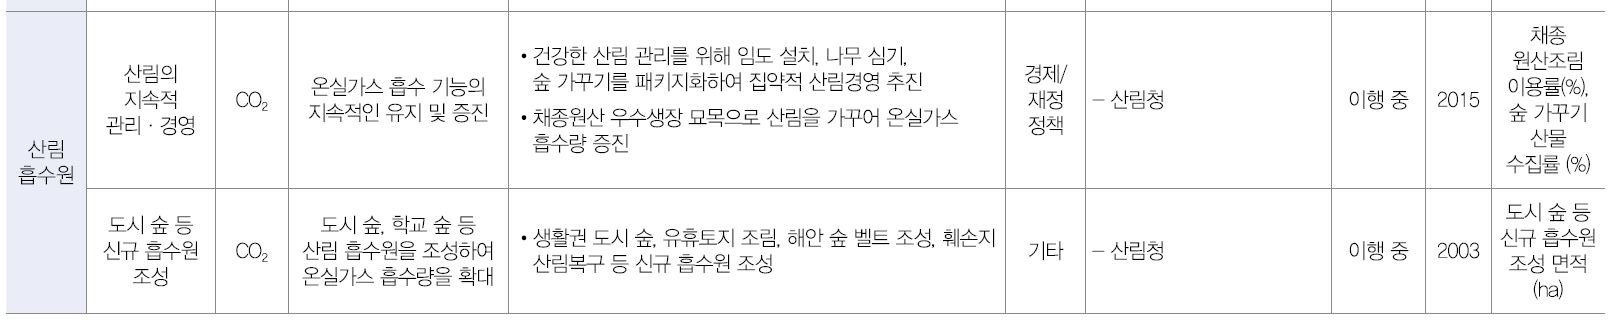 산림
흡수원
산림의
지속적
관리 · 경영
CO₂
온실가스 흡수 기능의
지속적인 유지 및 증진
• 건강한 산림 관리를 위해 임도 설치, 나무 심기,
숲 가꾸기를 패키지화하여 집약적 산림경영 추진
• 채종원산 우수생장 묘목으로 산림을 가꾸어 온실가스
흡수량 증진
경제/
재정
정책
– 산림청
이행 중
2015
채종
원산조림
이용률(%),
숲 가꾸기
산물
수집률 (%)
도시 숲 등
신규 흡수원
조성
CO₂
도시 숲, 학교 숲 등
산림 흡수원을 조성하여
온실가스 흡수량을 확대
• 생활권 도시 숲, 유휴토지 조림, 해안 숲 벨트 조성, 훼손지
산림복구 등 신규 흡수원 조성
기타
– 산림청
이행 중
2003
도시 숲 등
신규 흡수원
조성 면적
(ha)